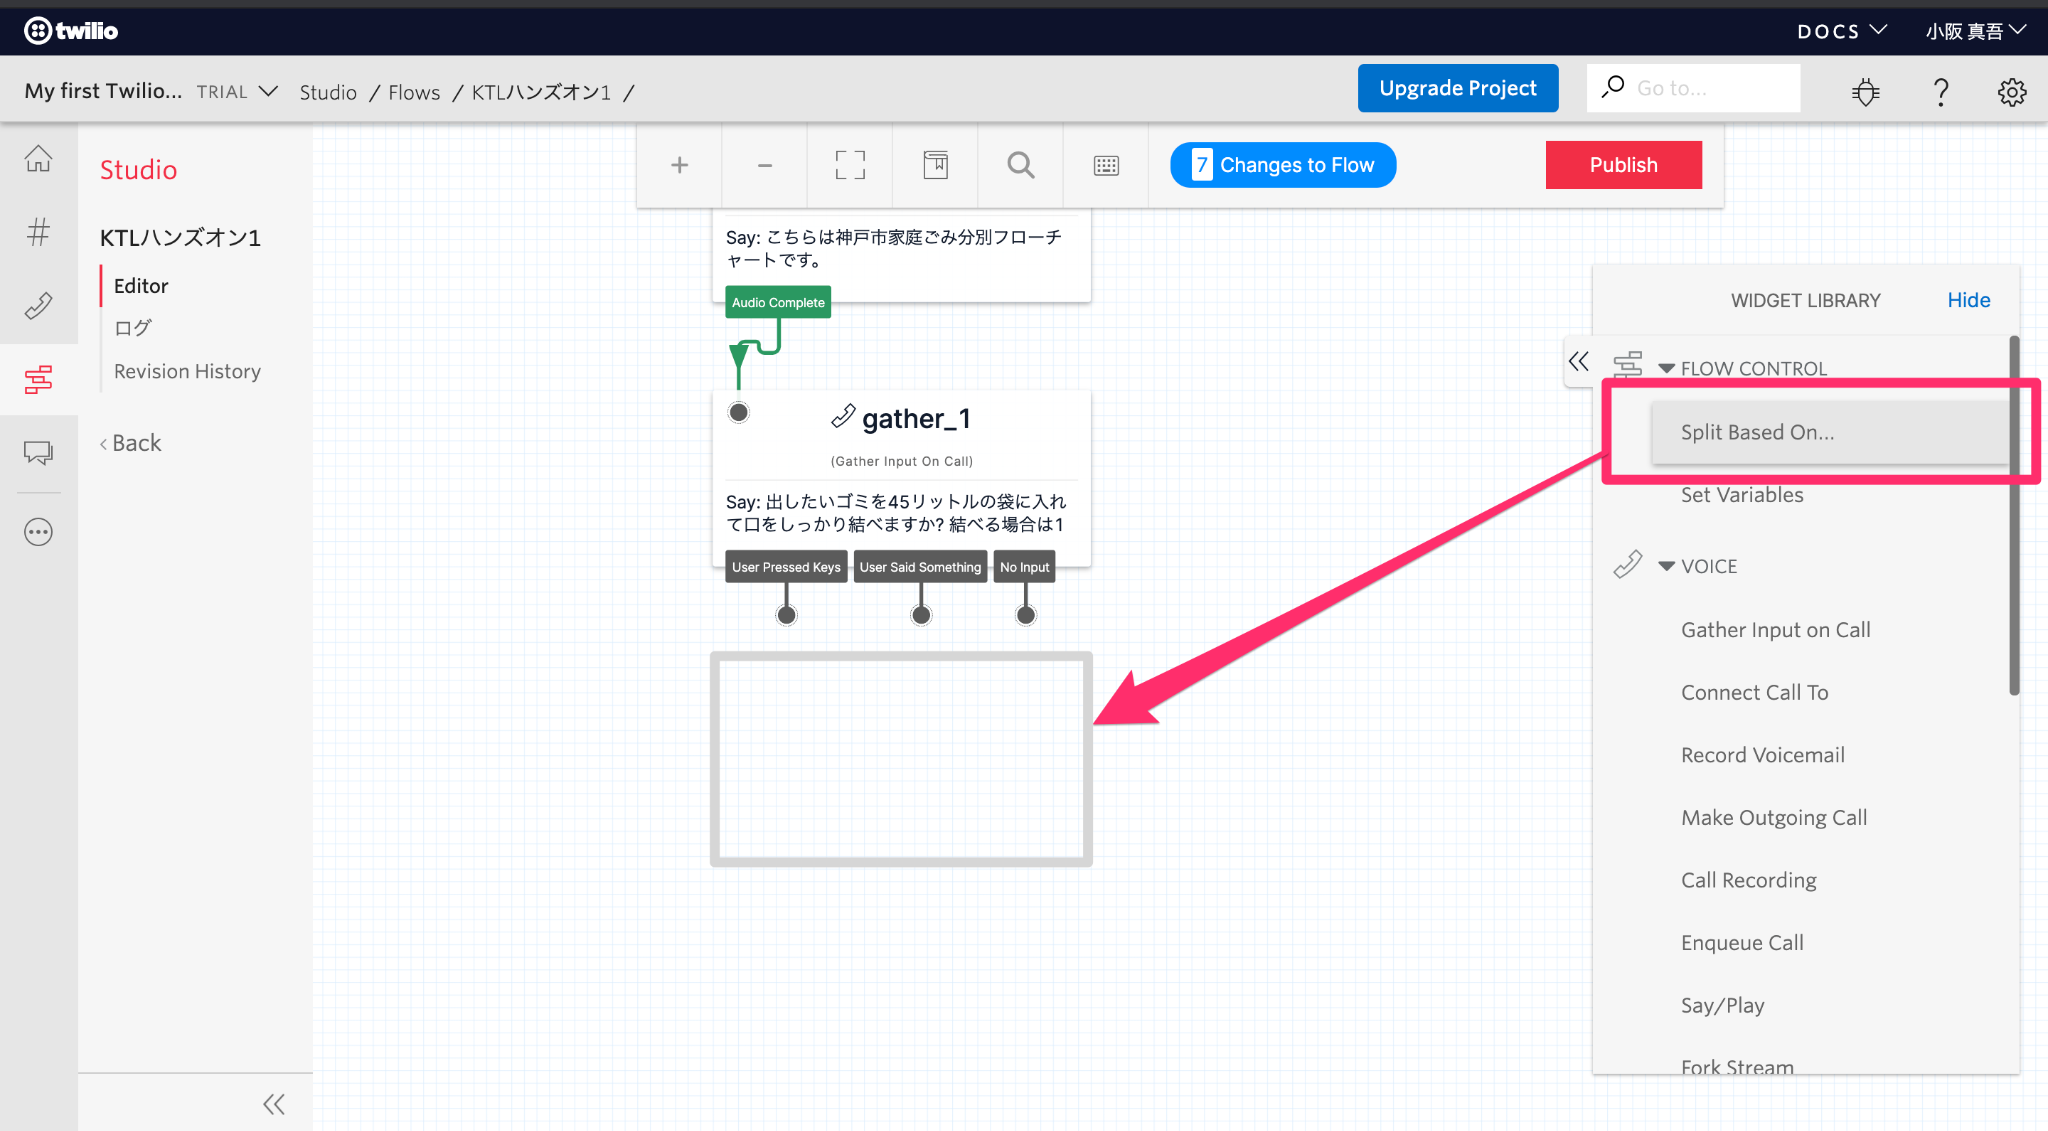 twilio
DOCS
小阪 真吾
My first Twilio... TRIAL
Studio / Flows / KTLハンズオン1 /
Upgrade Project
Go to...
Studio
KTLハンズオン1
Editor
ログ
Revision History
Back
7 Changes to Flow
Publish
Say: こちらは神戸市家庭ごみ分別フローチ
ャートです。
Audio Complete
gather_1
(Gather Input On Call)
Say: 出したいゴミを45リットルの袋に入れ
て口をしっかり結べますか? 結べる場合は1
User Pressed Keys
User Said Something
No Input
WIDGET LIBRARY
Hide
FLOW CONTROL
Split Based On...
Set Variables
VOICE
Gather Input on Call
Connect Call To
Record Voicemail
Make Outgoing Call
Call Recording
Enqueue Call
Say/Play
Fork Stream